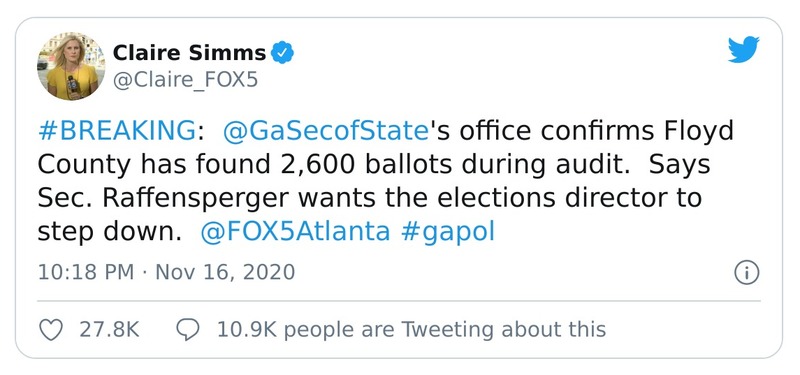 Claire Simms
@Claire_FOX5
#BREAKING:  @GaSecofState's office confirms Floyd
County has found 2,600 ballots during audit.  Says
Sec. Raffensperger wants the elections director to
step down.  @FOX5Atlanta #gapol
10:18 PM · Nov 16, 2020
27.8K 10.9K people are Tweeting about this